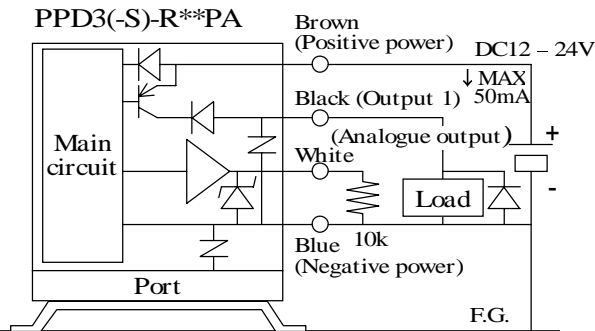 PPD3(-S)-R**PA
Brown
(Positive power)
DC12 – 24V
↓ MAX
50mA
Black (Output 1)
(Analogue output)
+
White
Main
circuit
Load
-
Blue 10k
(Negative power)
Port
F.G.